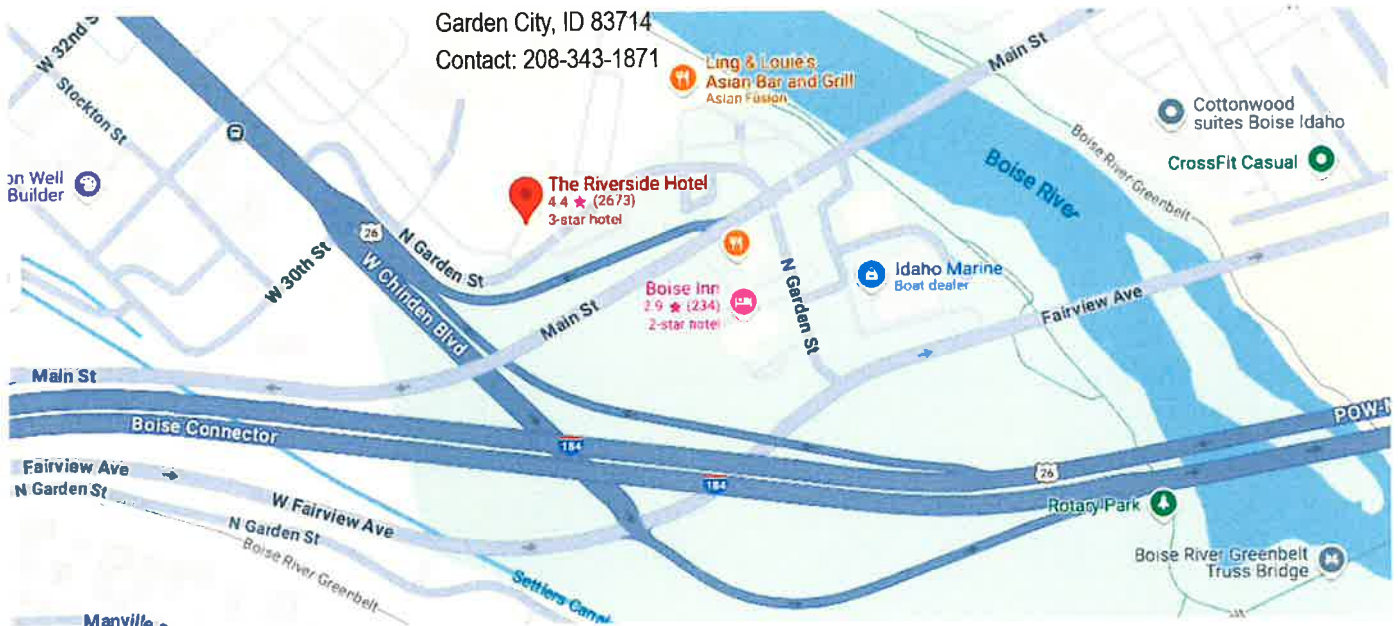 Garden City, ID 83714
Contact: 208-343-1871
W 32nd S
Stockton St
on Well
Builder
Ling & Louie's
Asian Bar and Grill
Asian Fusion
Main St
Cottonwood
suites Boise Idaho
CrossFit Casual
Boise River Greenbelt
Boise River
The Riverside Hotel
4.4 ★ (2673)
3-star hotel
26
N Garden St
W 30th St
W Chinden Blvd
Main St
Boise Inn
2.9 ★ (234)
2-star hotel
N Garden St
Idaho Marine
Boat dealer
Fairview Ave
Main St
Boise Connector
184
184
26
POW-
Fairview Ave
N Garden St
W Fairview Ave
N Garden St
Boise River Greenbelt
Settlers Canal
Rotary Park
Boise River Greenbelt
Truss Bridge
Manville